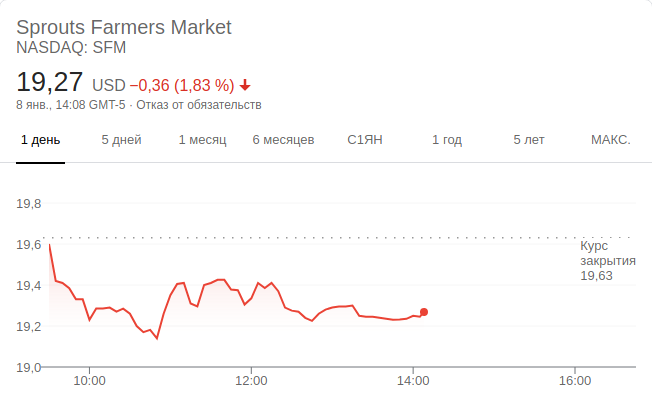 Sprouts Farmers Market
NASDAQ: SFM
19,27 USD −0,36 (1,83 %)
8 янв., 14:08 GMT-5 · Отказ от обязательств
1 день 5 дней 1 месяц 6 месяцев С1ЯН 1 год 5 лет МАКС.
19,8
19,6
19,4
19,2
19,0
Курс
закрытия
19,63
10:00 12:00 14:00 16:00